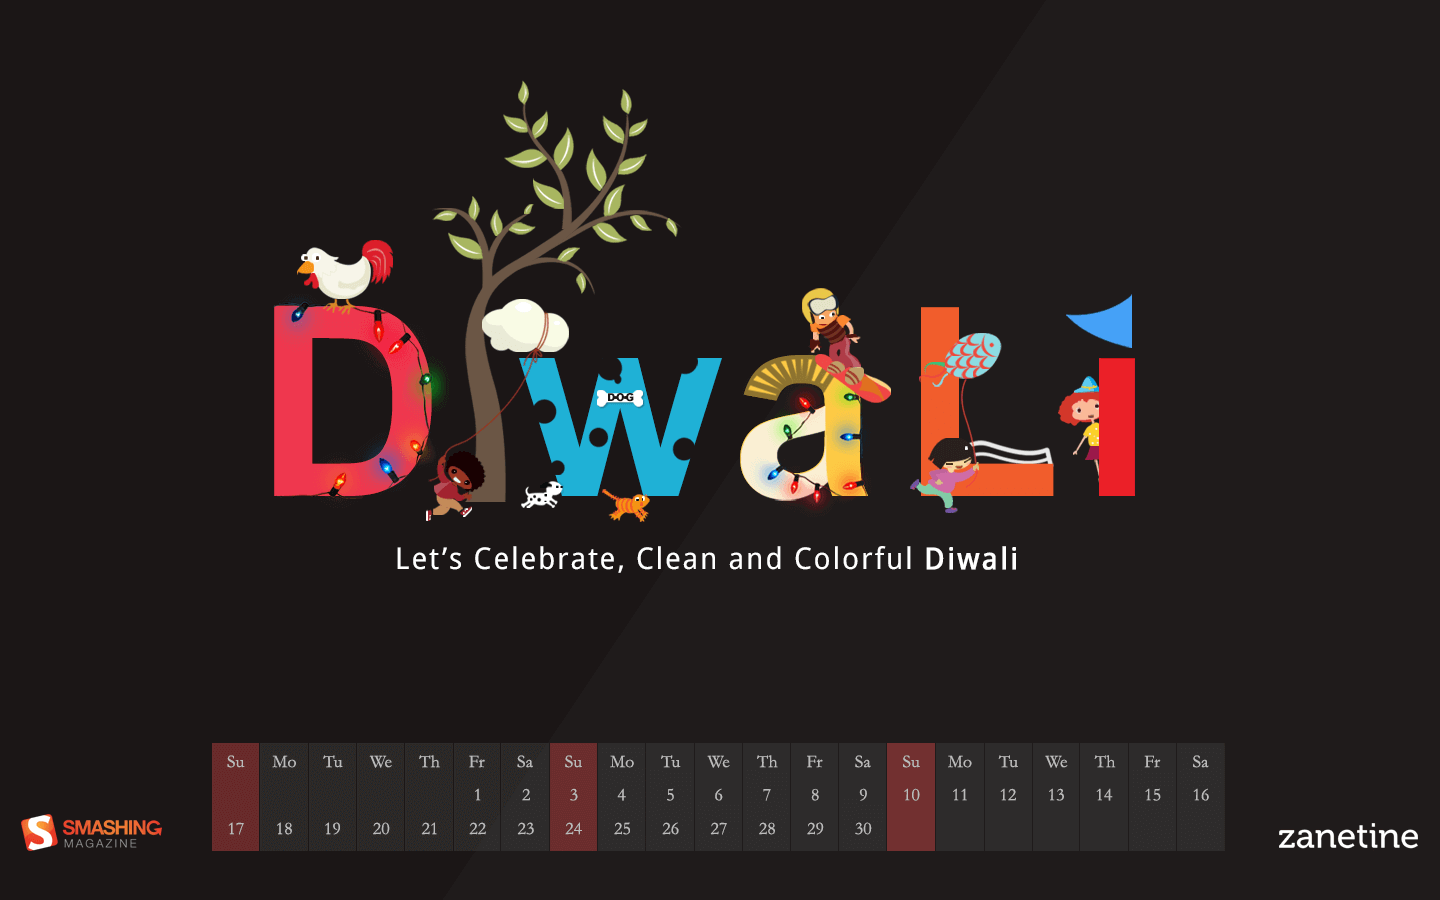 DiwaLi
DOG
Let's Celebrate, Clean and Colorful Diwali
Su Mo Tu We Th Fr Sa Su Mo Tu We Th Fr Sa Su Mo Tu We Th Fr Sa
1 2 3 4 5 6 7 8 9 10 11 12 13 14 15 16
17 18 19 20 21 22 23 24 25 26 27 28 29 30
SMASHING
MAGAZINE
zanetine